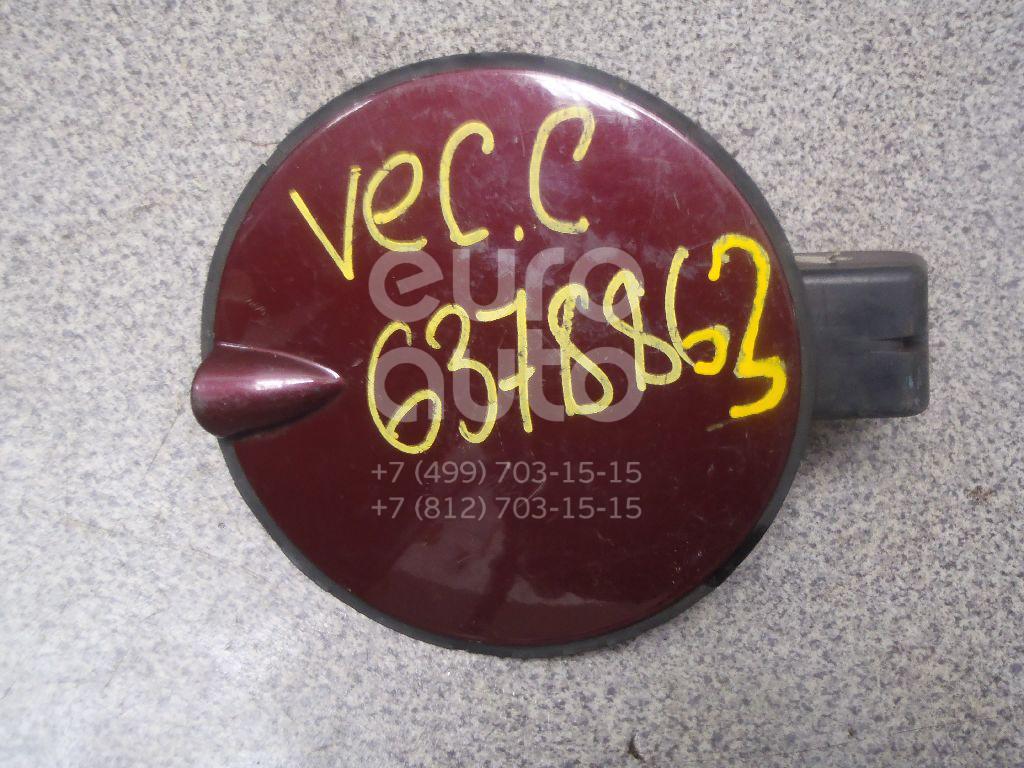 vec.c
6378863
euro
auto
+7 (499) 703-15-15
+7 (812) 703-15-15